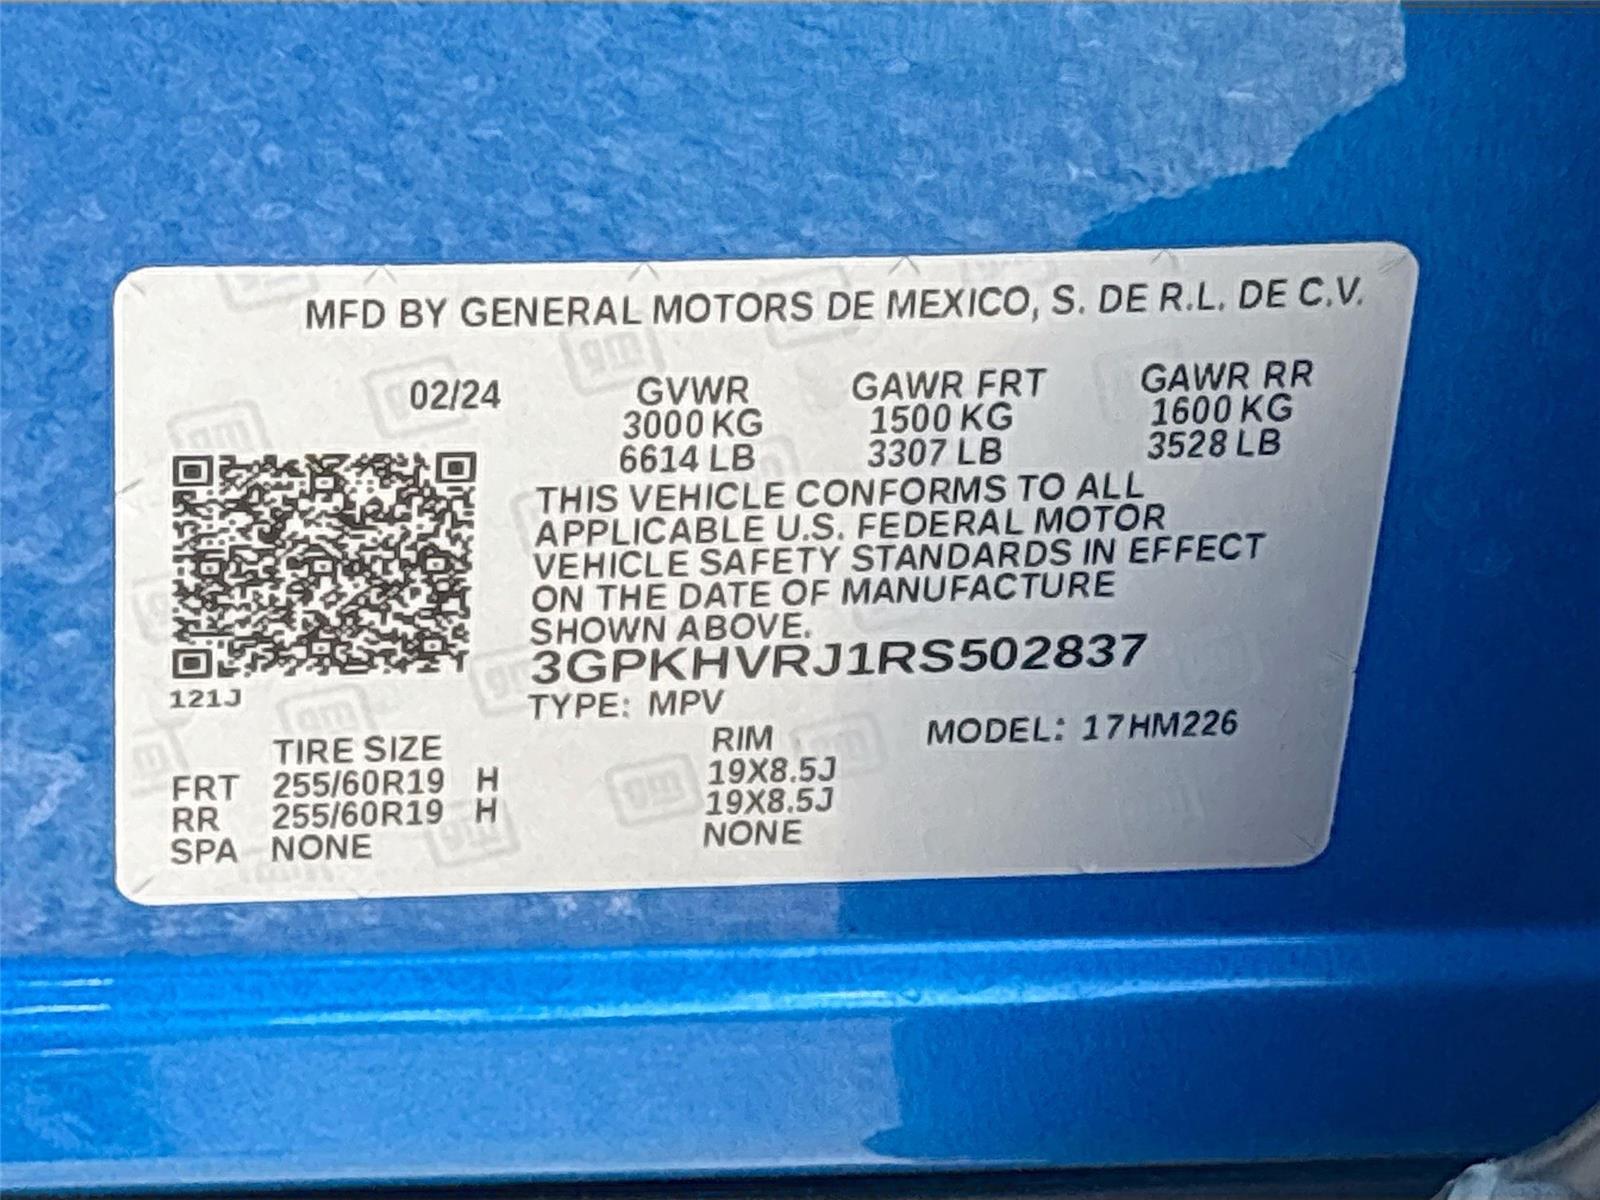 MFD BY GENERAL MOTORS DE MEXICO, S. DE R.L. DE C.V.
02/24 GVWR GAWR FRT GAWR RR
3000 KG 1500 KG 1600 KG
6614 LB 3307 LB 3528 LB
THIS VEHICLE CONFORMS TO ALL
APPLICABLE U.S. FEDERAL MOTOR
VEHICLE SAFETY STANDARDS IN EFFECT
ON THE DATE OF MANUFACTURE
SHOWN ABOVE.
3GPKHVRJ1RS502837
121J
TYPE: MPV
MODEL: 17HM226
TIRE SIZE RIM
FRT 255/60R19 H 19X8.5J
RR 255/60R19 H 19X8.5J
SPA NONE NONE